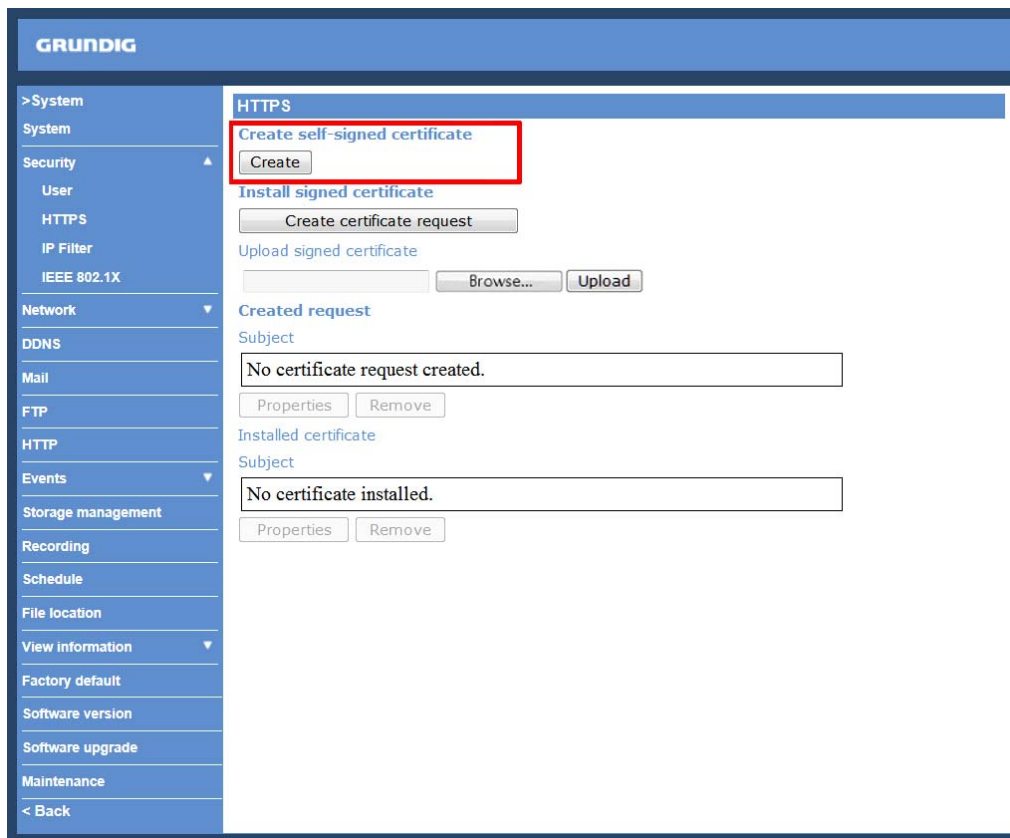 GRUNDIG
>System
System
Security
User
HTTPS
IP Filter
IEEE 802.1X
Network
DDNS
Mail
FTP
HTTP
Events
Storage management
Recording
Schedule
File location
View information
Factory default
Software version
Software upgrade
Maintenance
< Back
HTTPS
Create self-signed certificate
Create
Install signed certificate
Create certificate request
Upload signed certificate
Browse... Upload
Created request
Subject
No certificate request created.
Properties Remove
Installed certificate
Subject
No certificate installed.
Properties Remove